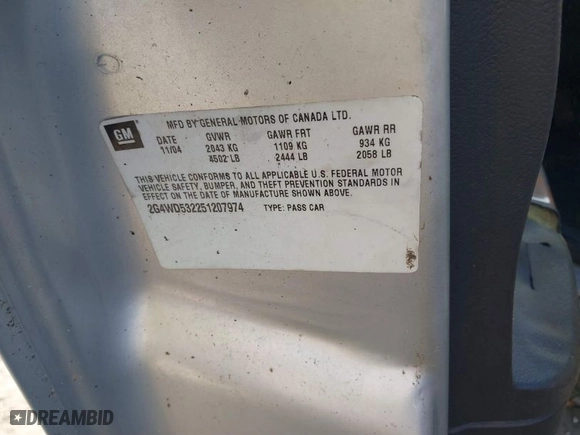 GM
MFD BY GENERAL MOTORS OF CANADA LTD.
DATE GVWR GAWR FRT GAWR RR
11/04 2043 KG 1109 KG 934 KG
4502 LB 2444 LB 2058 LB
THIS VEHICLE CONFORMS TO ALL APPLICABLE U.S. FEDERAL MOTOR
VEHICLE SAFETY, BUMPER, AND THEFT PREVENTION STANDARDS IN
EFFECT ON THE DATE OF MANUFACTURE SHOWN ABOVE.
2G4WD532251207974 TYPE: PASS CAR
DREAMBID